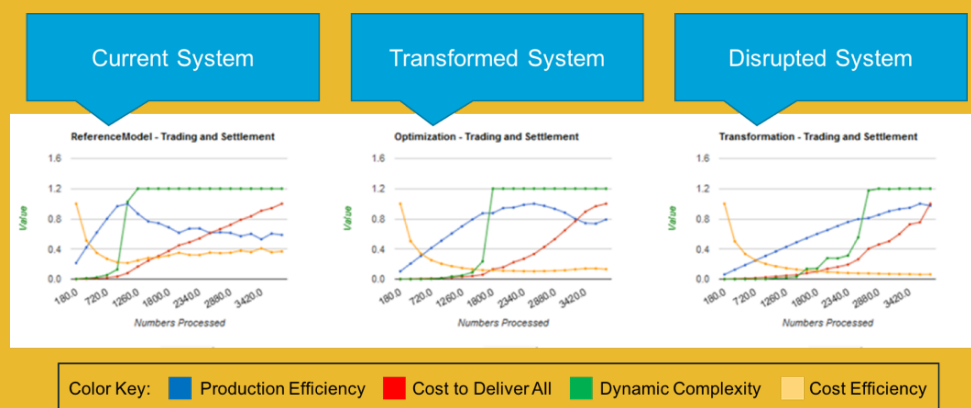 Current System
Transformed System
Disrupted System
ReferenceModel - Trading and Settlement
1.6
1.2
0.8
0.4
0.0
Value
180.0 720.0 1260.0 1800.0 2340.0 2880.0 3420.0
Numbers Processed
Optimization - Trading and Settlement
1.6
1.2
0.8
0.4
0.0
Value
180.0 720.0 1260.0 1800.0 2340.0 2880.0 3420.0
Numbers Processed
Transformation - Trading and Settlement
1.6
1.2
0.8
0.4
0.0
Value
180.0 720.0 1260.0 1800.0 2340.0 2880.0 3420.0
Numbers Processed
Color Key: Production Efficiency Cost to Deliver All Dynamic Complexity Cost Efficiency